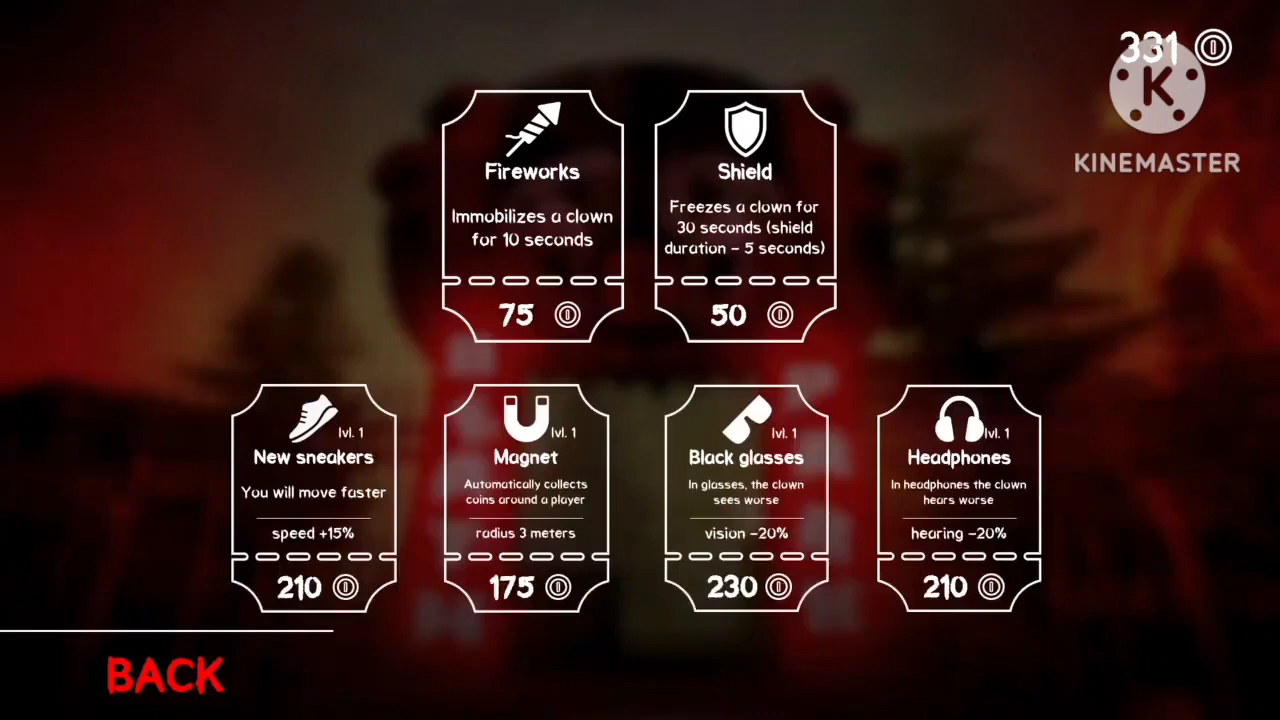 331
K
KINEMASTER
Fireworks
Immobilizes a clown
for 10 seconds
75
Shield
Freezes a clown for
30 seconds (shield
duration - 5 seconds)
50
lvl. 1
New sneakers
You will move faster
speed +15%
210
lvl. 1
Magnet
Automatically collects
coins around a player
radius 3 meters
175
lvl. 1
Black glasses
In glasses, the clown
sees worse
vision -20%
230
lvl. 1
Headphones
In headphones the clown
hears worse
hearing -20%
210
BACK